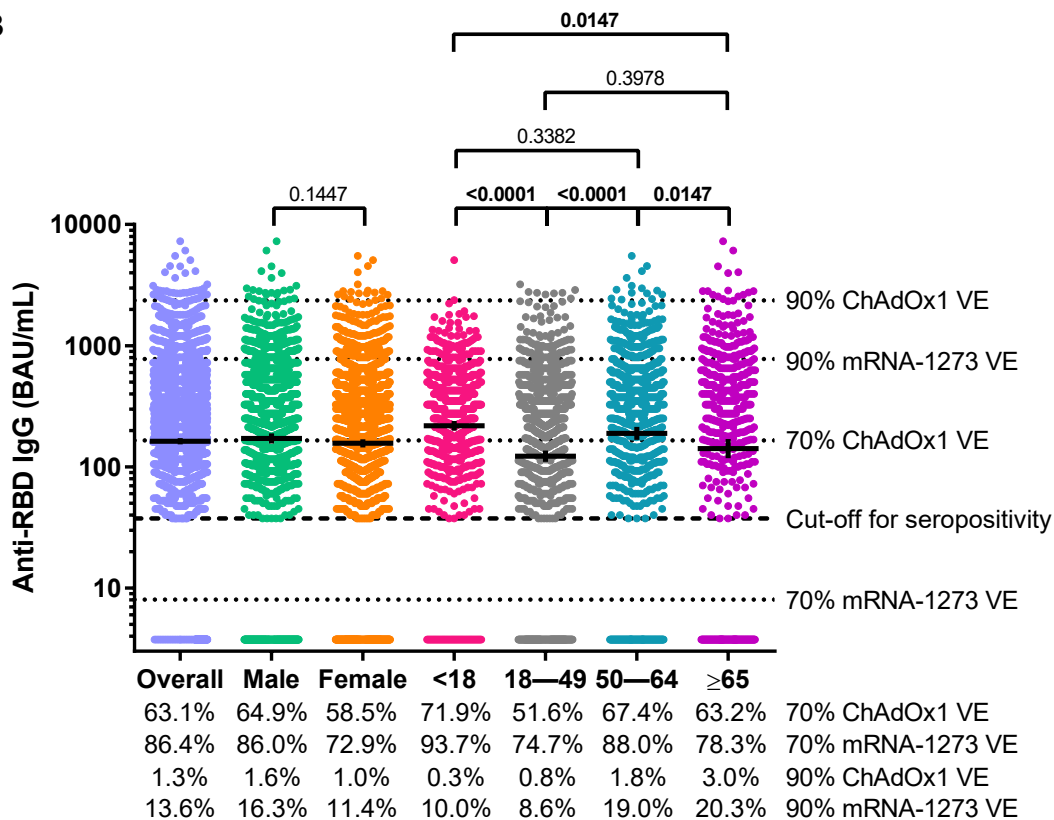 0.0147
0.3978
0.3382
0.1447 <0.0001 <0.0001 0.0147
Anti-RBD IgG (BAU/mL)
10000
1000
100
10
90% ChAdOx1 VE
90% mRNA-1273 VE
70% ChAdOx1 VE
Cut-off for seropositivity
70% mRNA-1273 VE
Overall Male Female <18 18—49 50—64 ≥65
63.1% 64.9% 58.5% 71.9% 51.6% 67.4% 63.2% 70% ChAdOx1 VE
86.4% 86.0% 72.9% 93.7% 74.7% 88.0% 78.3% 70% mRNA-1273 VE
1.3% 1.6% 1.0% 0.3% 0.8% 1.8% 3.0% 90% ChAdOx1 VE
13.6% 16.3% 11.4% 10.0% 8.6% 19.0% 20.3% 90% mRNA-1273 VE